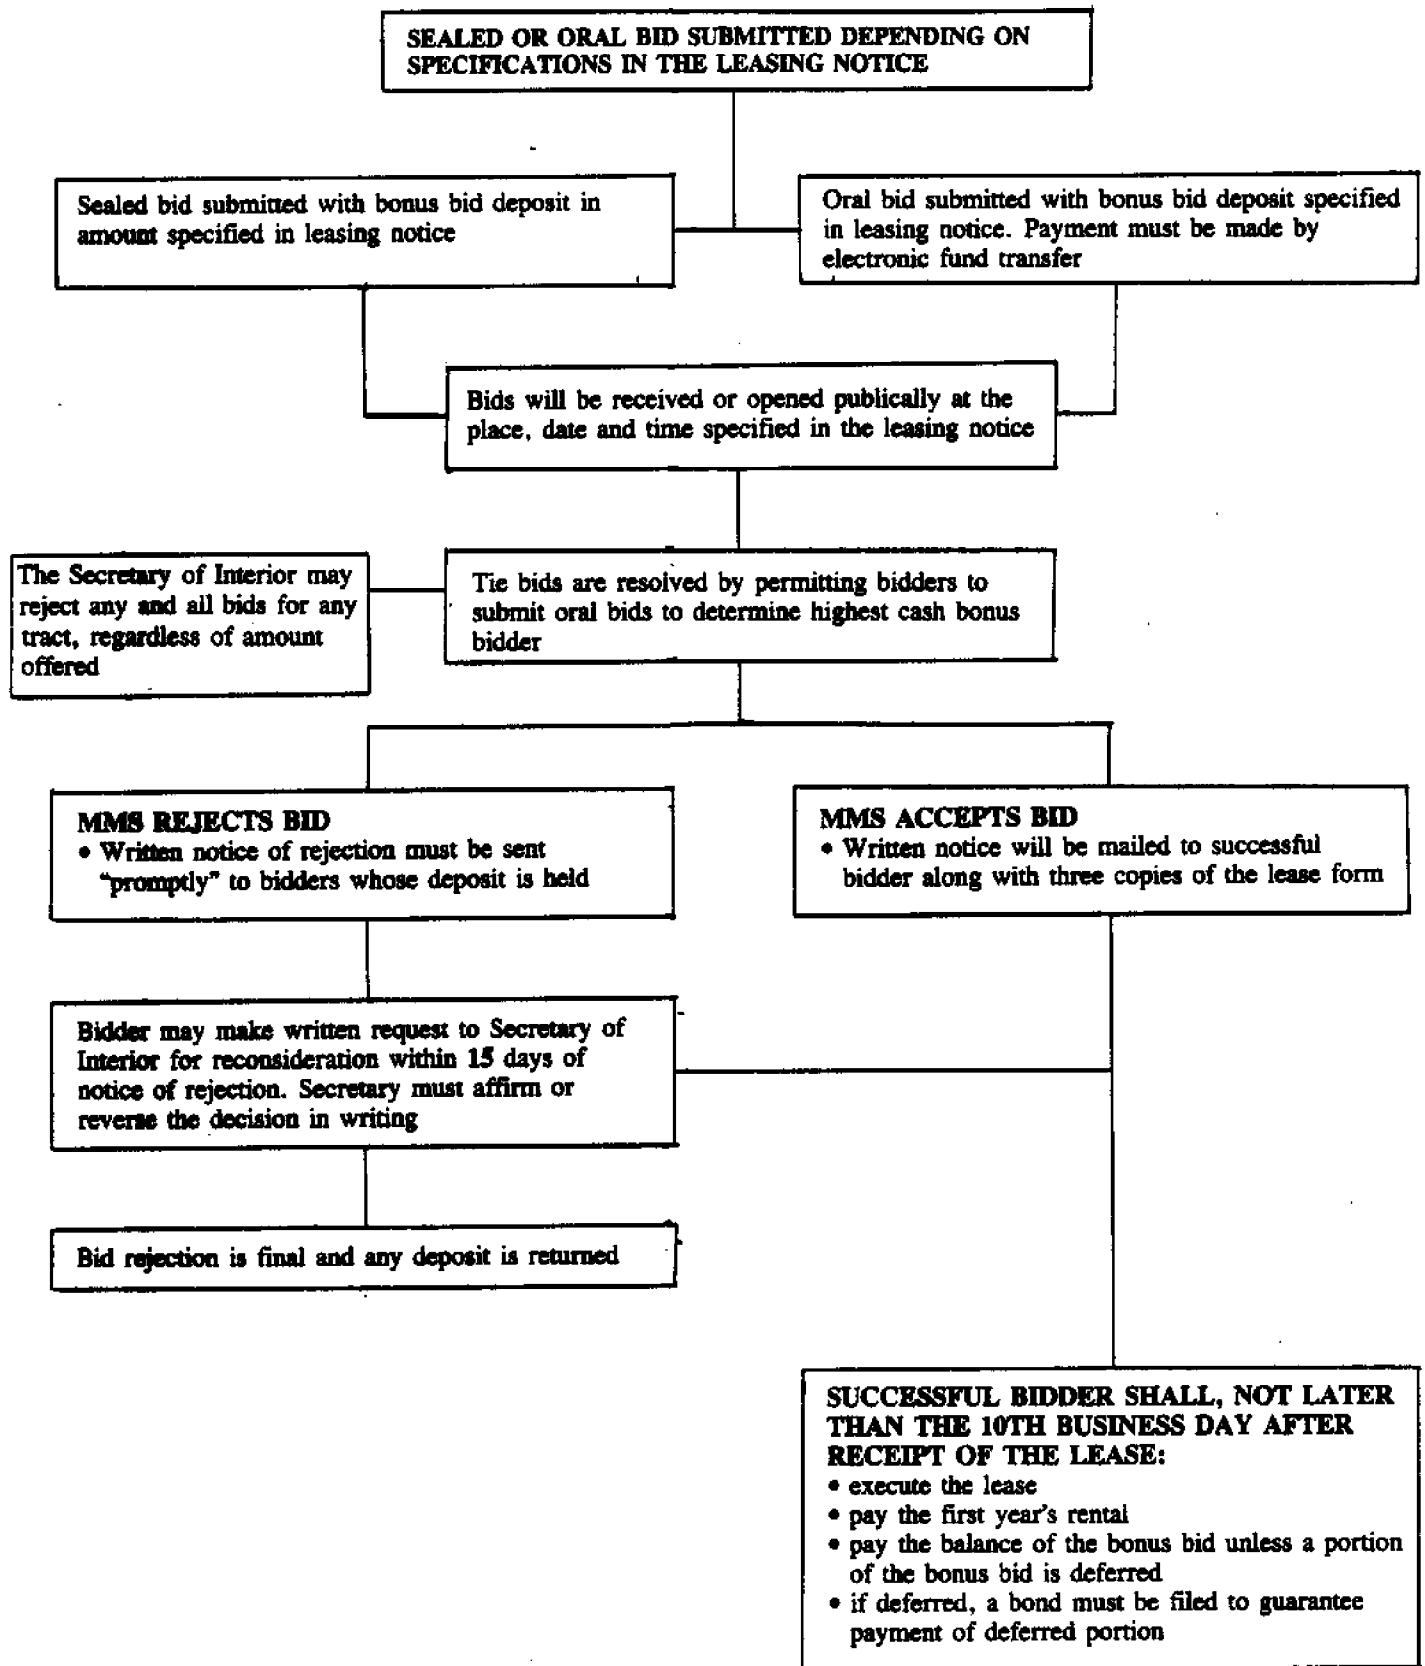 SEALED OR ORAL BID SUBMITTED DEPENDING ON
SPECIFICATIONS IN THE LEASING NOTICE
Sealed bid submitted with bonus bid deposit in
amount specified in leasing notice
Oral bid submitted with bonus bid deposit specified
in leasing notice. Payment must be made by
electronic fund transfer
Bids will be received or opened publically at the
place, date and time specified in the leasing notice
The Secretary of Interior may
reject any and all bids for any
tract, regardless of amount
offered
Tie bids are resolved by permitting bidders to
submit oral bids to determine highest cash bonus
bidder
MMS REJECTS BID
• Written notice of rejection must be sent
"promptly" to bidders whose deposit is held
MMS ACCEPTS BID
• Written notice will be mailed to successful
bidder along with three copies of the lease form
Bidder may make written request to Secretary of
Interior for reconsideration within 15 days of
notice of rejection. Secretary must affirm or
reverse the decision in writing
Bid rejection is final and any deposit is returned
SUCCESSFUL BIDDER SHALL, NOT LATER
THAN THE 10TH BUSINESS DAY AFTER
RECEIPT OF THE LEASE:
• execute the lease
• pay the first year's rental
• pay the balance of the bonus bid unless a portion
of the bonus bid is deferred
• if deferred, a bond must be filed to guarantee
payment of deferred portion